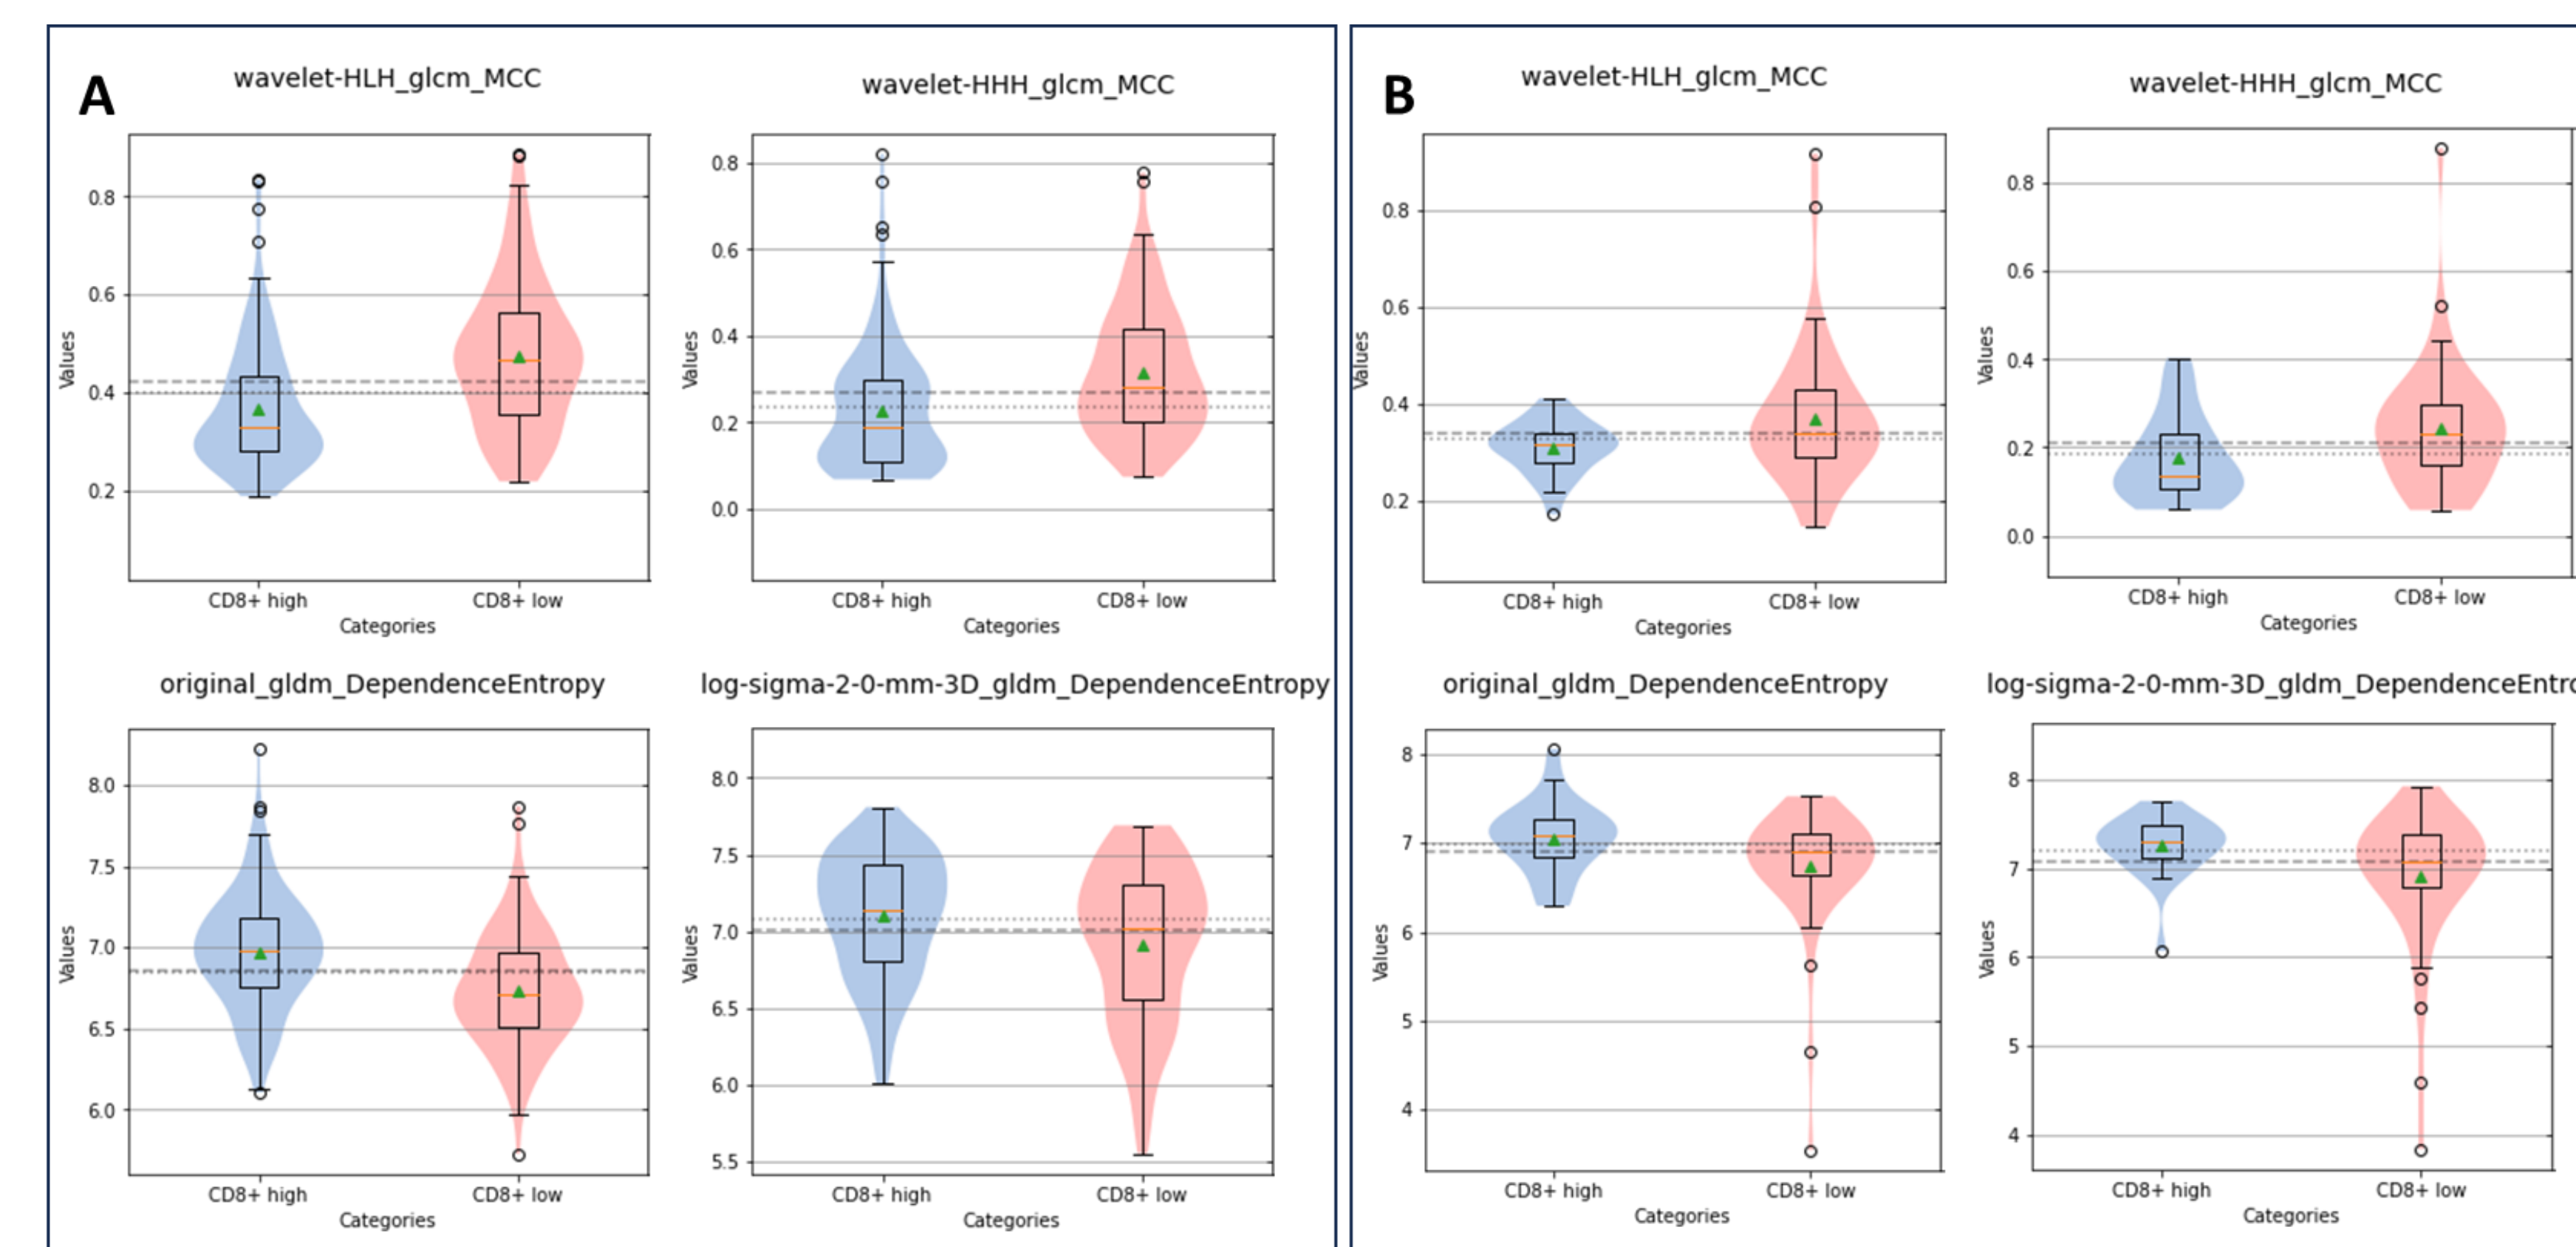 A
wavelet-HLH_glcm_MCC
Values
0.8
0.6
0.4
0.2
CD8+ high
CD8+ low
Categories
wavelet-HHH_glcm_MCC
Values
0.8
0.6
0.4
0.2
0.0
CD8+ high
CD8+ low
Categories
original_gldm_DependenceEntropy
Values
8.0
7.5
7.0
6.5
6.0
CD8+ high
CD8+ low
Categories
log-sigma-2-0-mm-3D_gldm_DependenceEntropy
Values
8.0
7.5
7.0
6.5
6.0
5.5
CD8+ high
CD8+ low
Categories
B
wavelet-HLH_glcm_MCC
Values
0.8
0.6
0.4
0.2
CD8+ high
CD8+ low
Categories
wavelet-HHH_glcm_MCC
Values
0.8
0.6
0.4
0.2
0.0
CD8+ high
CD8+ low
Categories
original_gldm_DependenceEntropy
Values
8
7
6
5
4
CD8+ high
CD8+ low
Categories
log-sigma-2-0-mm-3D_gldm_DependenceEntro
Values
8
7
6
5
4
CD8+ high
CD8+ low
Categories